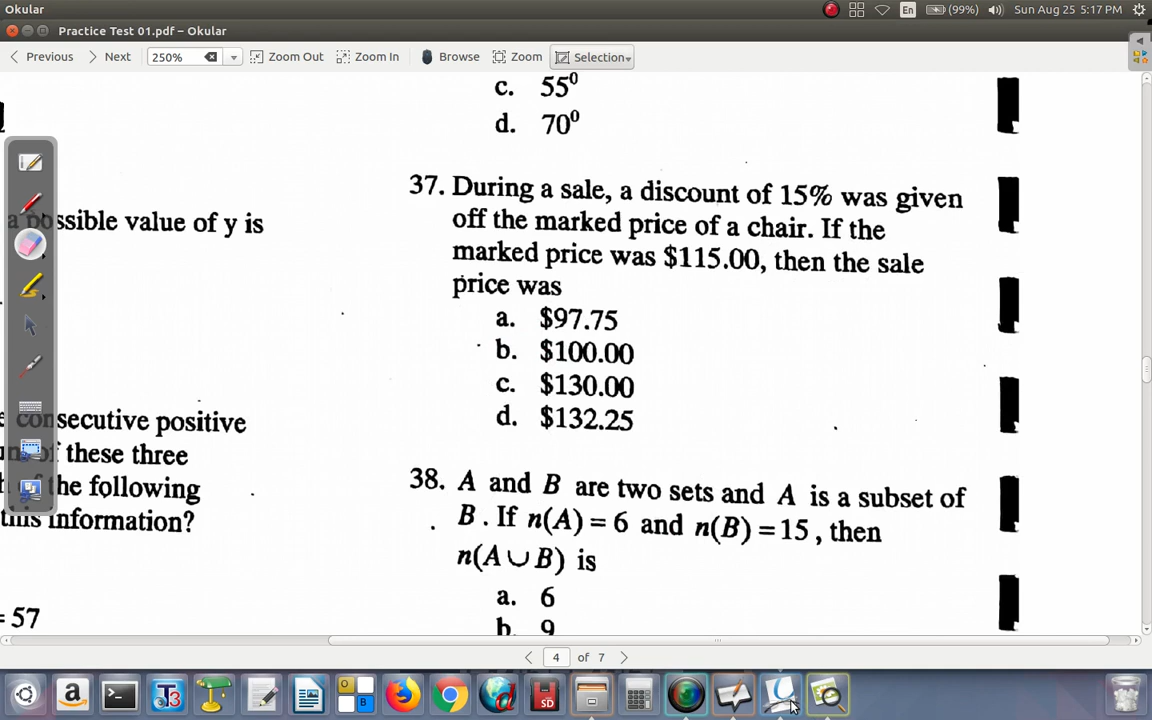 Okular
En
(99%)
Sun Aug 25 5:17 PM
Practice Test 01.pdf – Okular
Previous
Next
250%
Zoom Out
Zoom In
Browse
Zoom
Selection
c. 55⁰
d. 70⁰
a possible value of y is
consecutive positive
of these three
the following
this information?
= 57
37. During a sale, a discount of 15% was given
off the marked price of a chair. If the
marked price was $115.00, then the sale
price was
a. $97.75
b. $100.00
c. $130.00
d. $132.25
38. A and B are two sets and A is a subset of
B. If n(A) = 6 and n(B) = 15, then
n(A ∪ B) is
a. 6
b. 9
4 of 7
SD